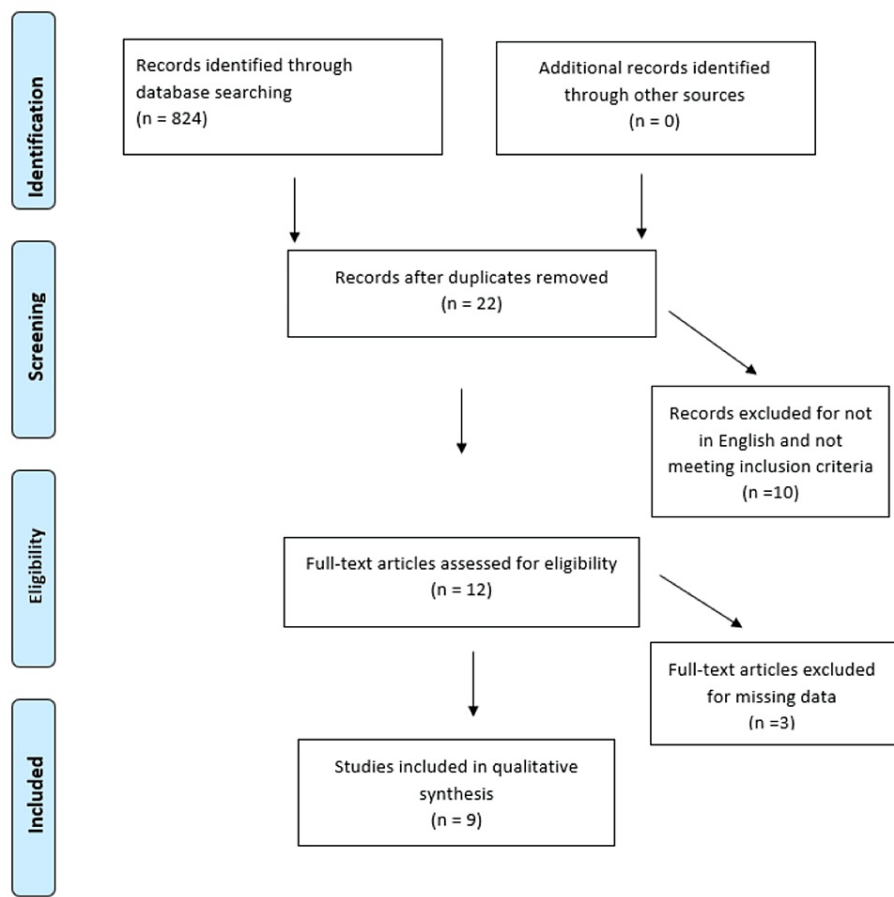 Identification
Records identified through
database searching
(n = 824)
Additional records identified
through other sources
(n = 0)
Screening
Records after duplicates removed
(n = 22)
Records excluded for not
in English and not
meeting inclusion criteria
(n =10)
Eligibility
Full-text articles assessed for eligibility
(n = 12)
Full-text articles excluded
for missing data
(n =3)
Included
Studies included in qualitative
synthesis
(n = 9)